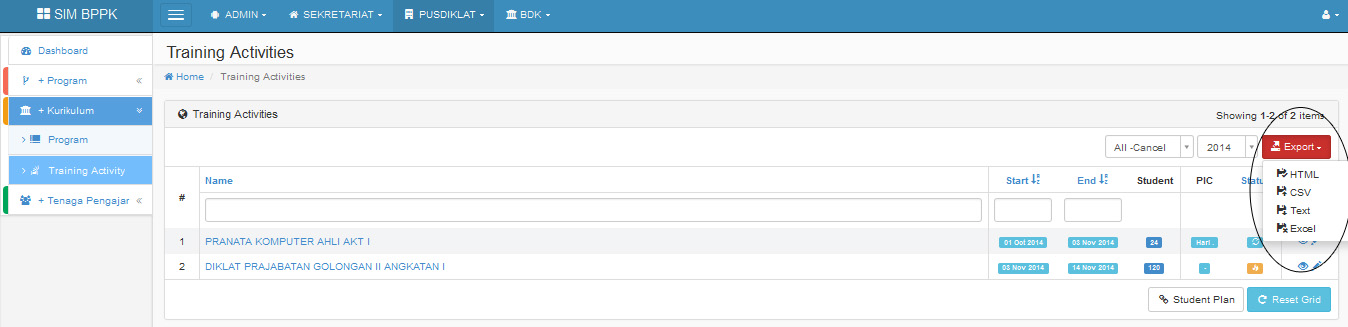 SIM BPPK
ADMIN
SEKRETARIAT
PUSDIKLAT
BDK
Dashboard
+ Program
+ Kurikulum
Program
Training Activity
+ Tenaga Pengajar
Training Activities
Home / Training Activities
Training Activities
Showing 1-2 of 2 items
All -Cancel
2014
Export
HTML
CSV
Text
Excel
# Name Start End Student PIC
1 PRANATA KOMPUTER AHLI AKT I 01 Oct 2014 03 Nov 2014 24 Hari .
2 DIKLAT PRAJABATAN GOLONGAN II ANGKATAN I 03 Nov 2014 14 Nov 2014 120 -
Student Plan
Reset Grid